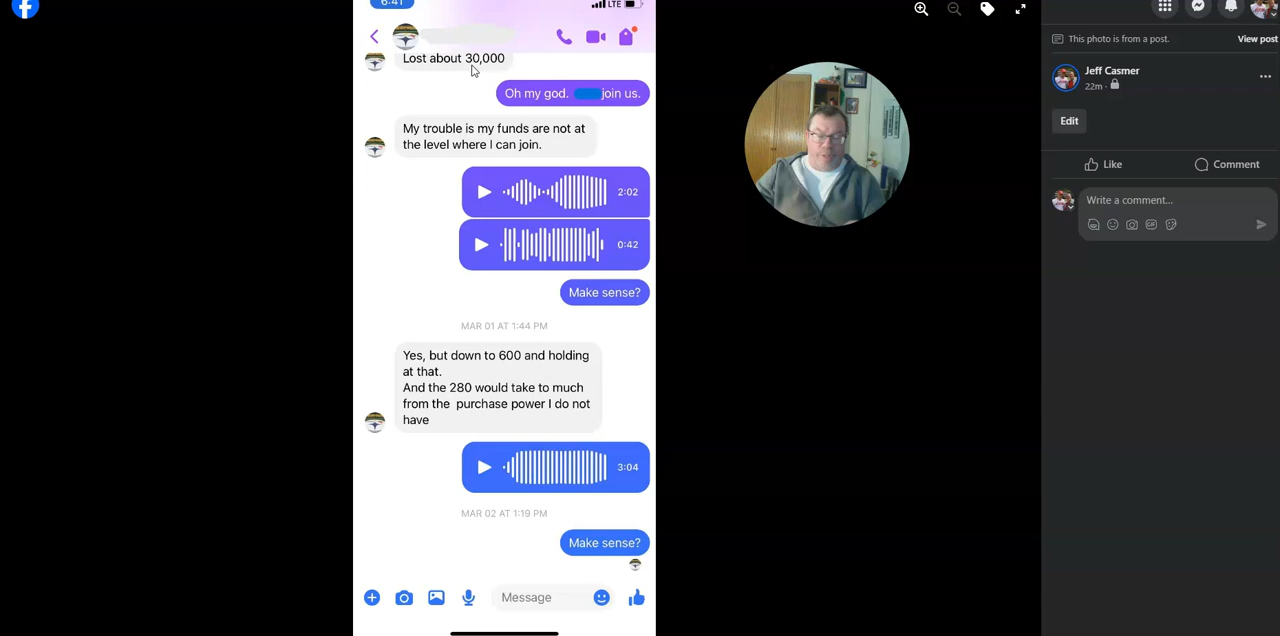 6:41
LTE
Lost about 30,000
Oh my god. join us.
My trouble is my funds are not at
the level where I can join.
2:02
0:42
Make sense?
MAR 01 AT 1:44 PM
Yes, but down to 600 and holding
at that.
And the 280 would take to much
from the purchase power I do not
have
3:04
MAR 02 AT 1:19 PM
Make sense?
Message
This photo is from a post.
View post
Jeff Casmer
22m
Edit
Like
Comment
Write a comment...
GIF